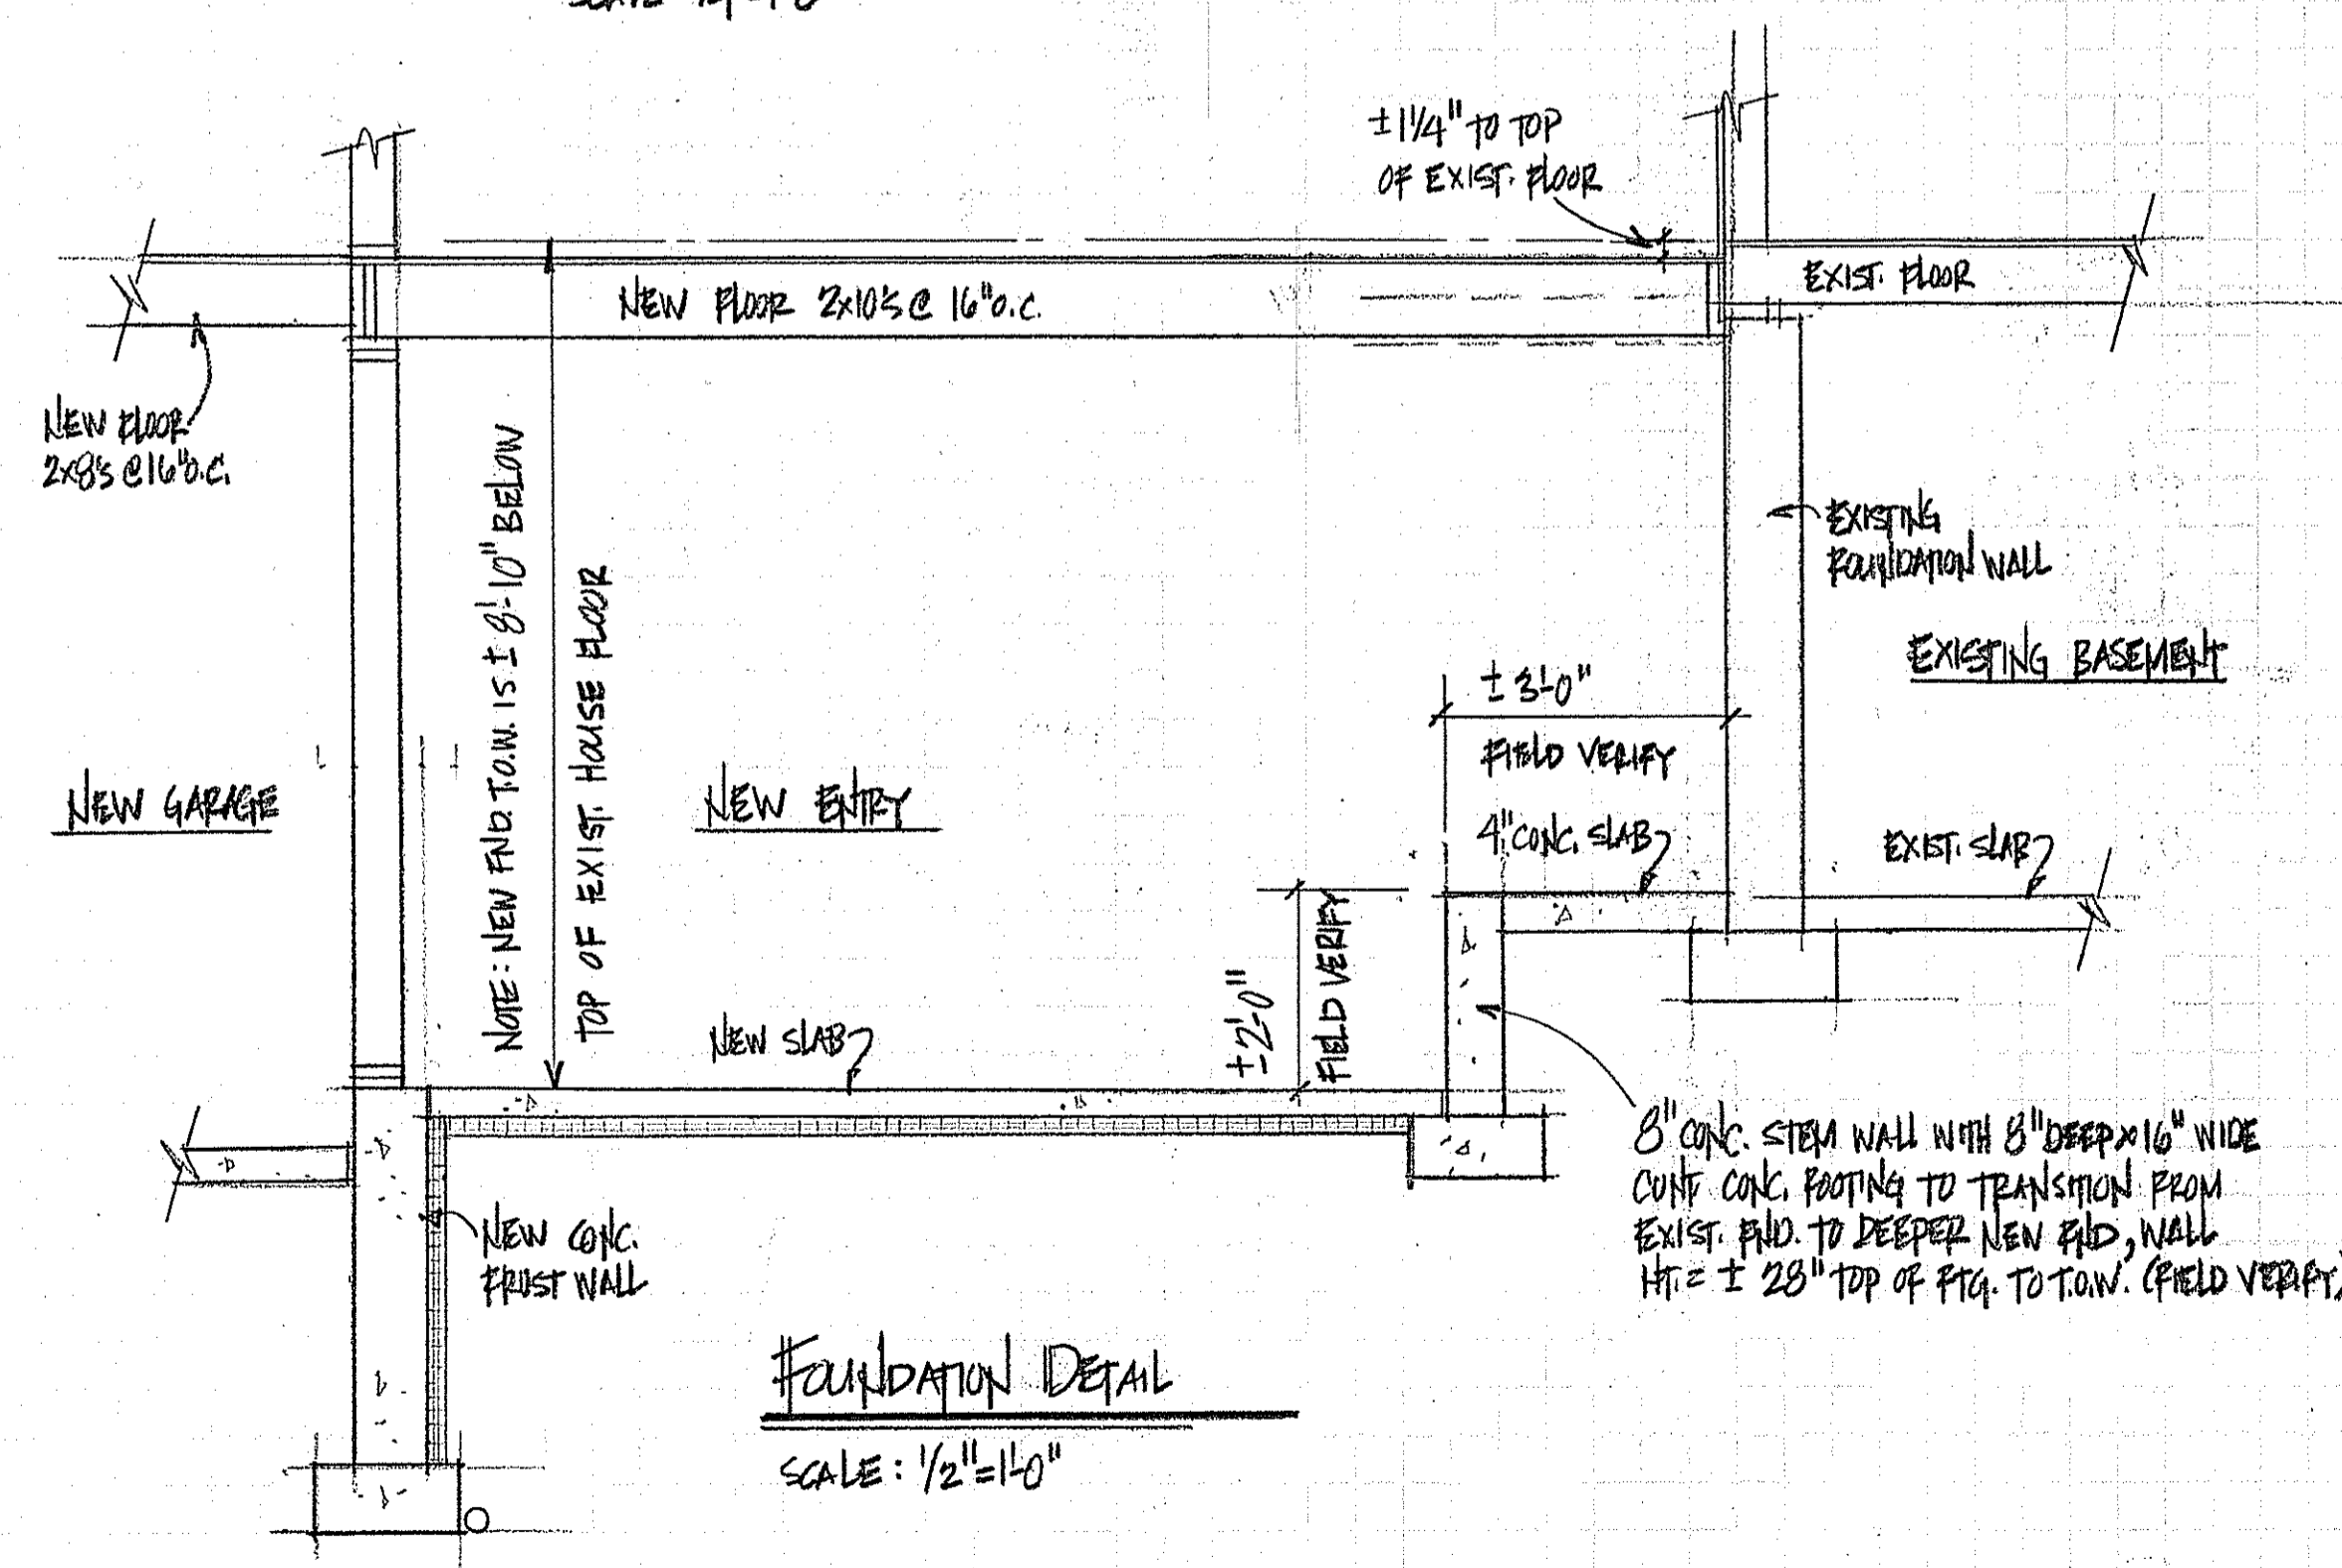 ±1 1/4" TO TOP
OF EXIST. FLOOR
NEW FLOOR 2x10'S @ 16" O.C.
EXIST. FLOOR
NEW FLOOR
2x8'S @ 16" O.C.
NOTE: NEW FND. T.O.W. IS ± 8'-10" BELOW
TOP OF EXIST. HOUSE FLOOR
EXISTING
FOUNDATION WALL
EXISTING BASEMENT
± 3'-0"
FIELD VERIFY
NEW GARAGE
NEW ENTRY
4" CONC. SLAB
EXIST. SLAB
±2'-0"
FIELD VERIFY
NEW SLAB
8" CONC. STEM WALL WITH 8" DEEP x 16" WIDE
CONT. CONC. FOOTING TO TRANSITION FROM
EXIST. FND. TO DEEPER NEW FND, WALL
HT. = ± 28" TOP OF FTG. TO T.O.W. (FIELD VERIFY)
NEW CONC.
FROST WALL
FOUNDATION DETAIL
SCALE: 1/2"=1'-0"